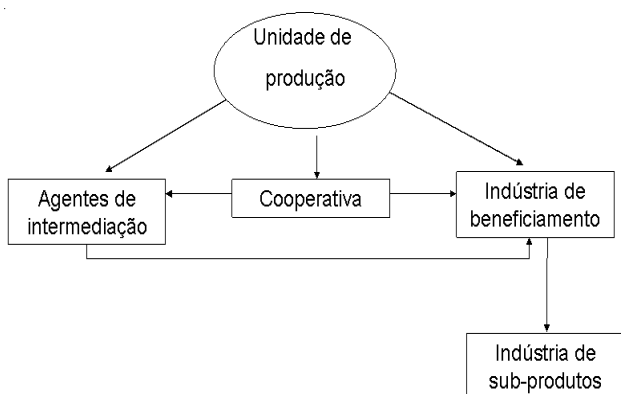 Unidade de
produção
Agentes de
intermediação
Cooperativa
Indústria de
beneficiamento
Indústria de
sub-produtos